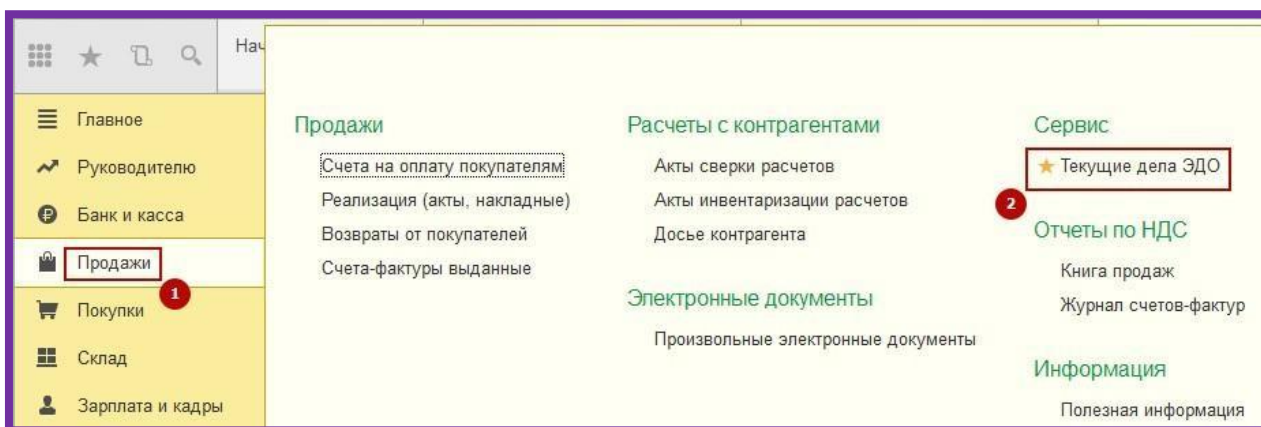 Нач
Главное
Руководителю
Банк и касса
Продажи
1
Покупки
Склад
Зарплата и кадры
Продажи
Счета на оплату покупателям
Реализация (акты, накладные)
Возвраты от покупателей
Счета-фактуры выданные
Расчеты с контрагентами
Акты сверки расчетов
Акты инвентаризации расчетов
Досье контрагента
Электронные документы
Произвольные электронные документы
Сервис
Текущие дела ЭДО
2
Отчеты по НДС
Книга продаж
Журнал счетов-фактур
Информация
Полезная информация